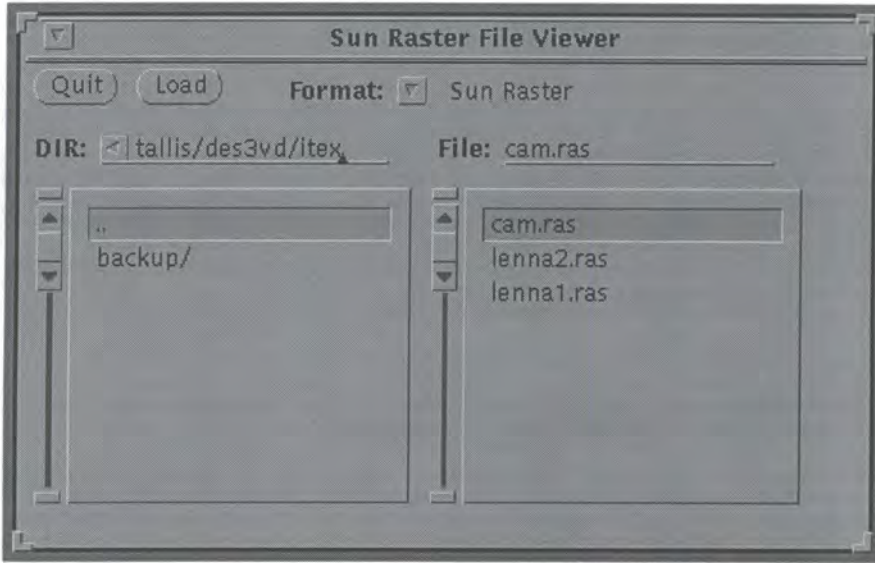 Sun Raster File Viewer
Quit Load Format: Sun Raster
DIR: tallis/des3vd/itex File: cam.ras
..
backup/
cam.ras
lenna2.ras
lenna1.ras